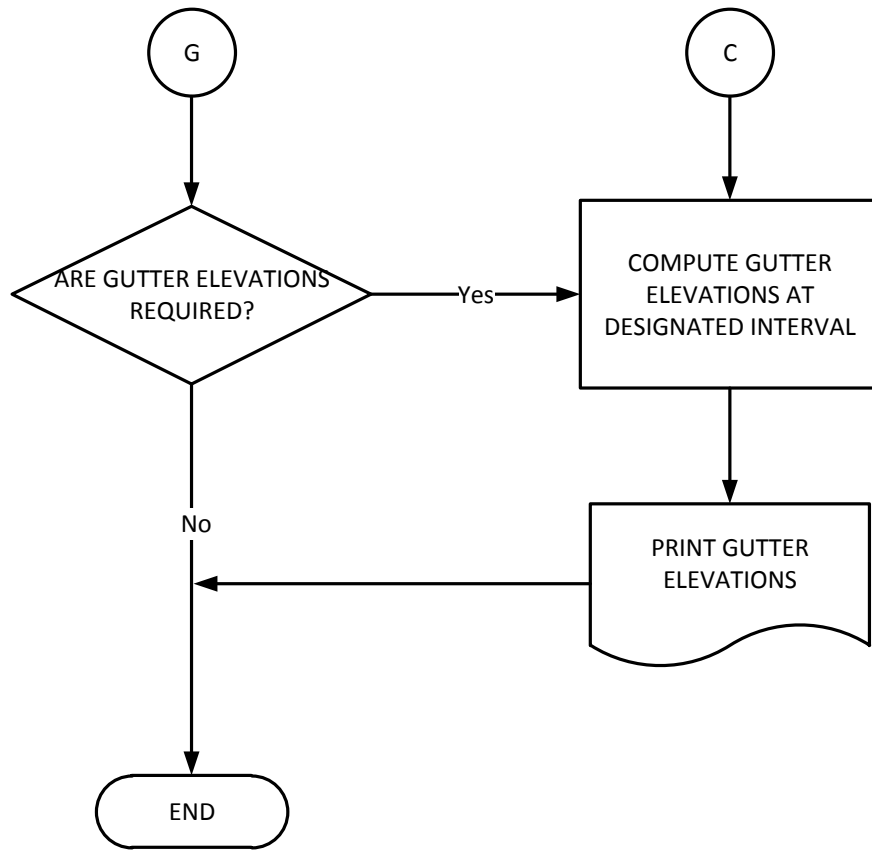 G
C
ARE GUTTER ELEVATIONS
REQUIRED?
Yes
COMPUTE GUTTER
ELEVATIONS AT
DESIGNATED INTERVAL
No
PRINT GUTTER
ELEVATIONS
END